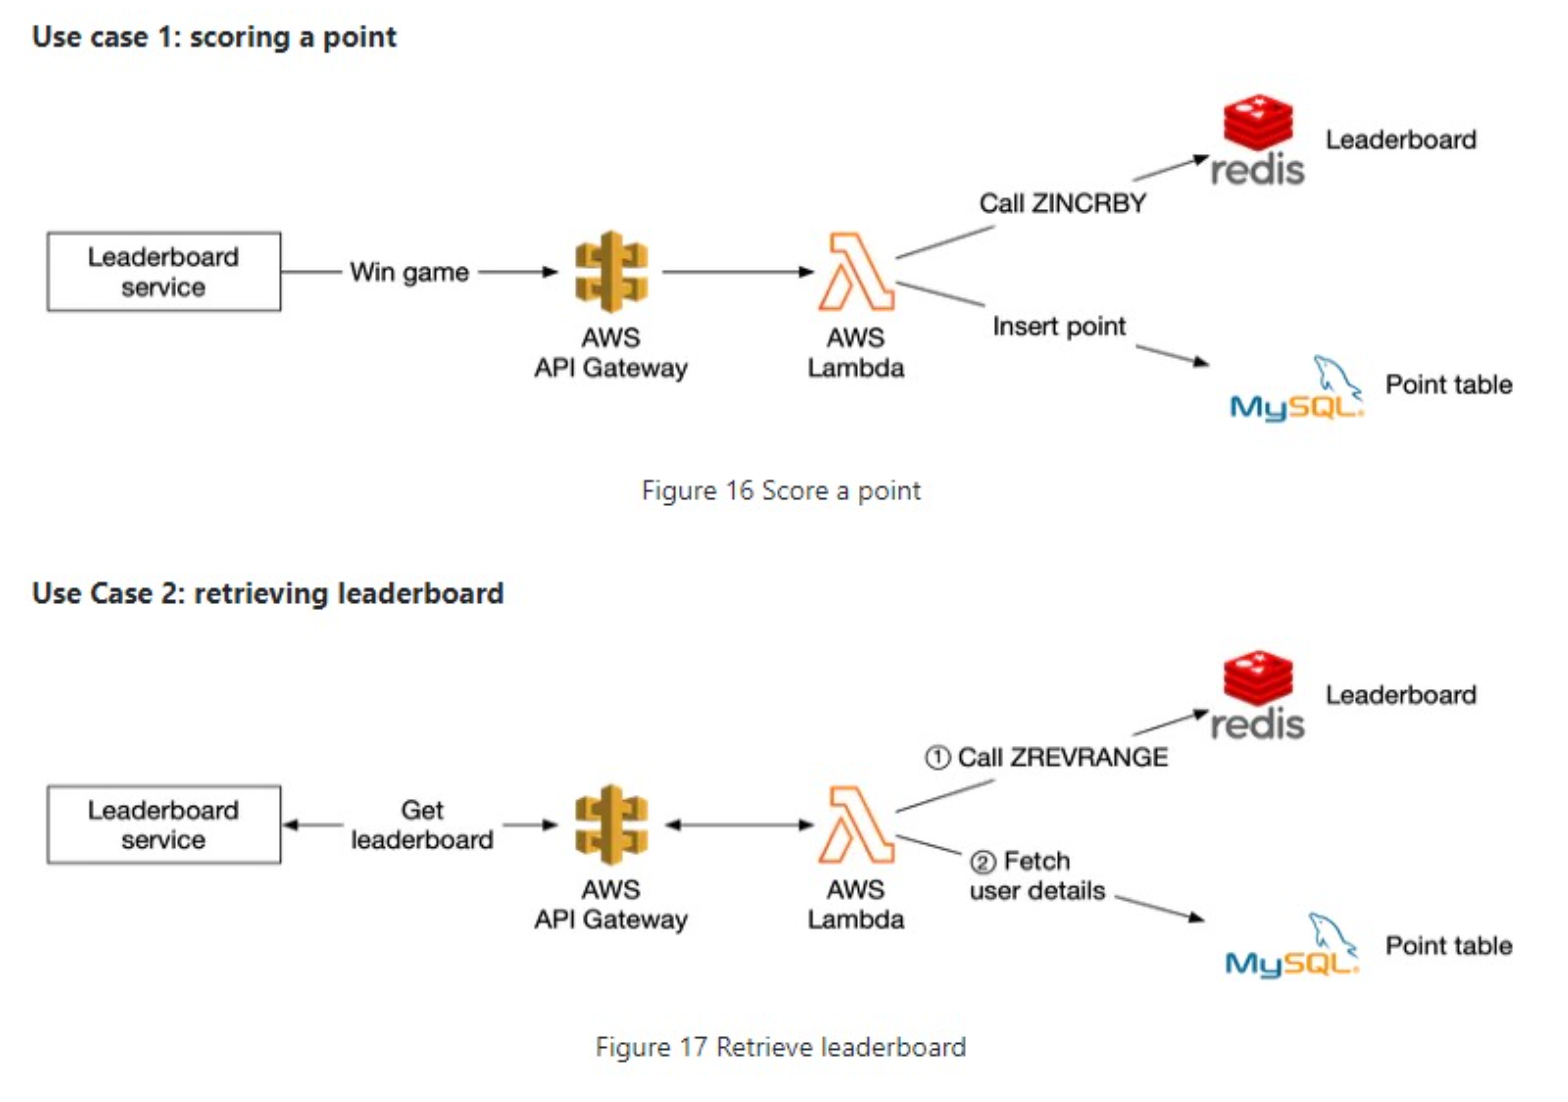 Use case 1: scoring a point
redis
Leaderboard
Call ZINCRBY
Leaderboard
service
Win game
AWS
API Gateway
AWS
Lambda
Insert point
MySQL
Point table
Figure 16 Score a point
Use Case 2: retrieving leaderboard
redis
Leaderboard
① Call ZREVRANGE
Leaderboard
service
Get
leaderboard
AWS
API Gateway
AWS
Lambda
② Fetch
user details
MySQL
Point table
Figure 17 Retrieve leaderboard